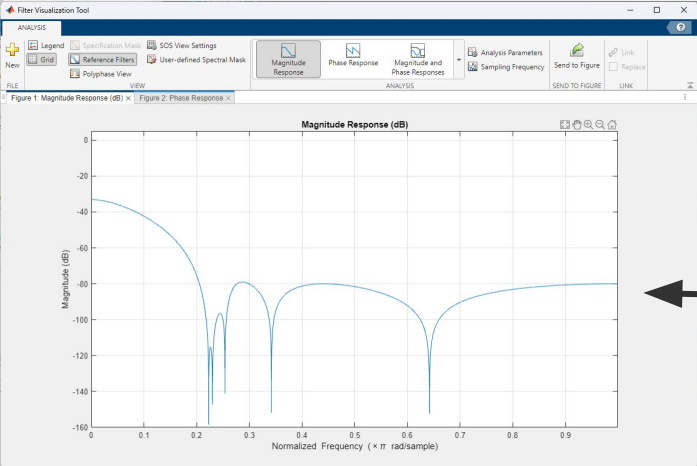 Filter Visualization Tool
ANALYSIS
?
New
Legend
Grid
Specification Mask
Reference Filters
Polyphase View
SOS View Settings
User-defined Spectral Mask
Magnitude
Response
Phase Response
Magnitude and
Phase Responses
Analysis Parameters
Sampling Frequency
Send to Figure
Link
Replace
FILE
VIEW
ANALYSIS
SEND TO FIGURE
LINK
Figure 1: Magnitude Response (dB) ×
Figure 2: Phase Response ×
Magnitude Response (dB)
0
-20
-40
-60
-80
-100
-120
-140
-160
Magnitude (dB)
0 0.1 0.2 0.3 0.4 0.5 0.6 0.7 0.8 0.9
Normalized Frequency (×π rad/sample)